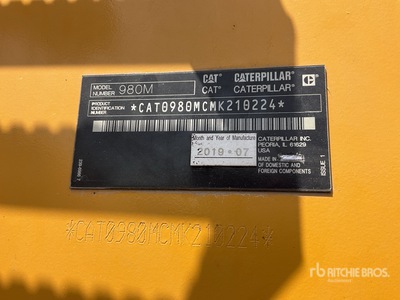 MODEL NUMBER 980M CAT CATERPILLAR
CAT CATERPILLAR
PRODUCT IDENTIFICATION NUMBER *CAT0980MCMK210224*
Month and Year of Manufacture
2019-07
CATERPILLAR INC.
PEORIA, IL 61629
USA
MADE IN
OF DOMESTIC AND
FOREIGN COMPONENTS
ISSUE 1
*CAT0980MCMK210224*
rb RITCHIE BROS.